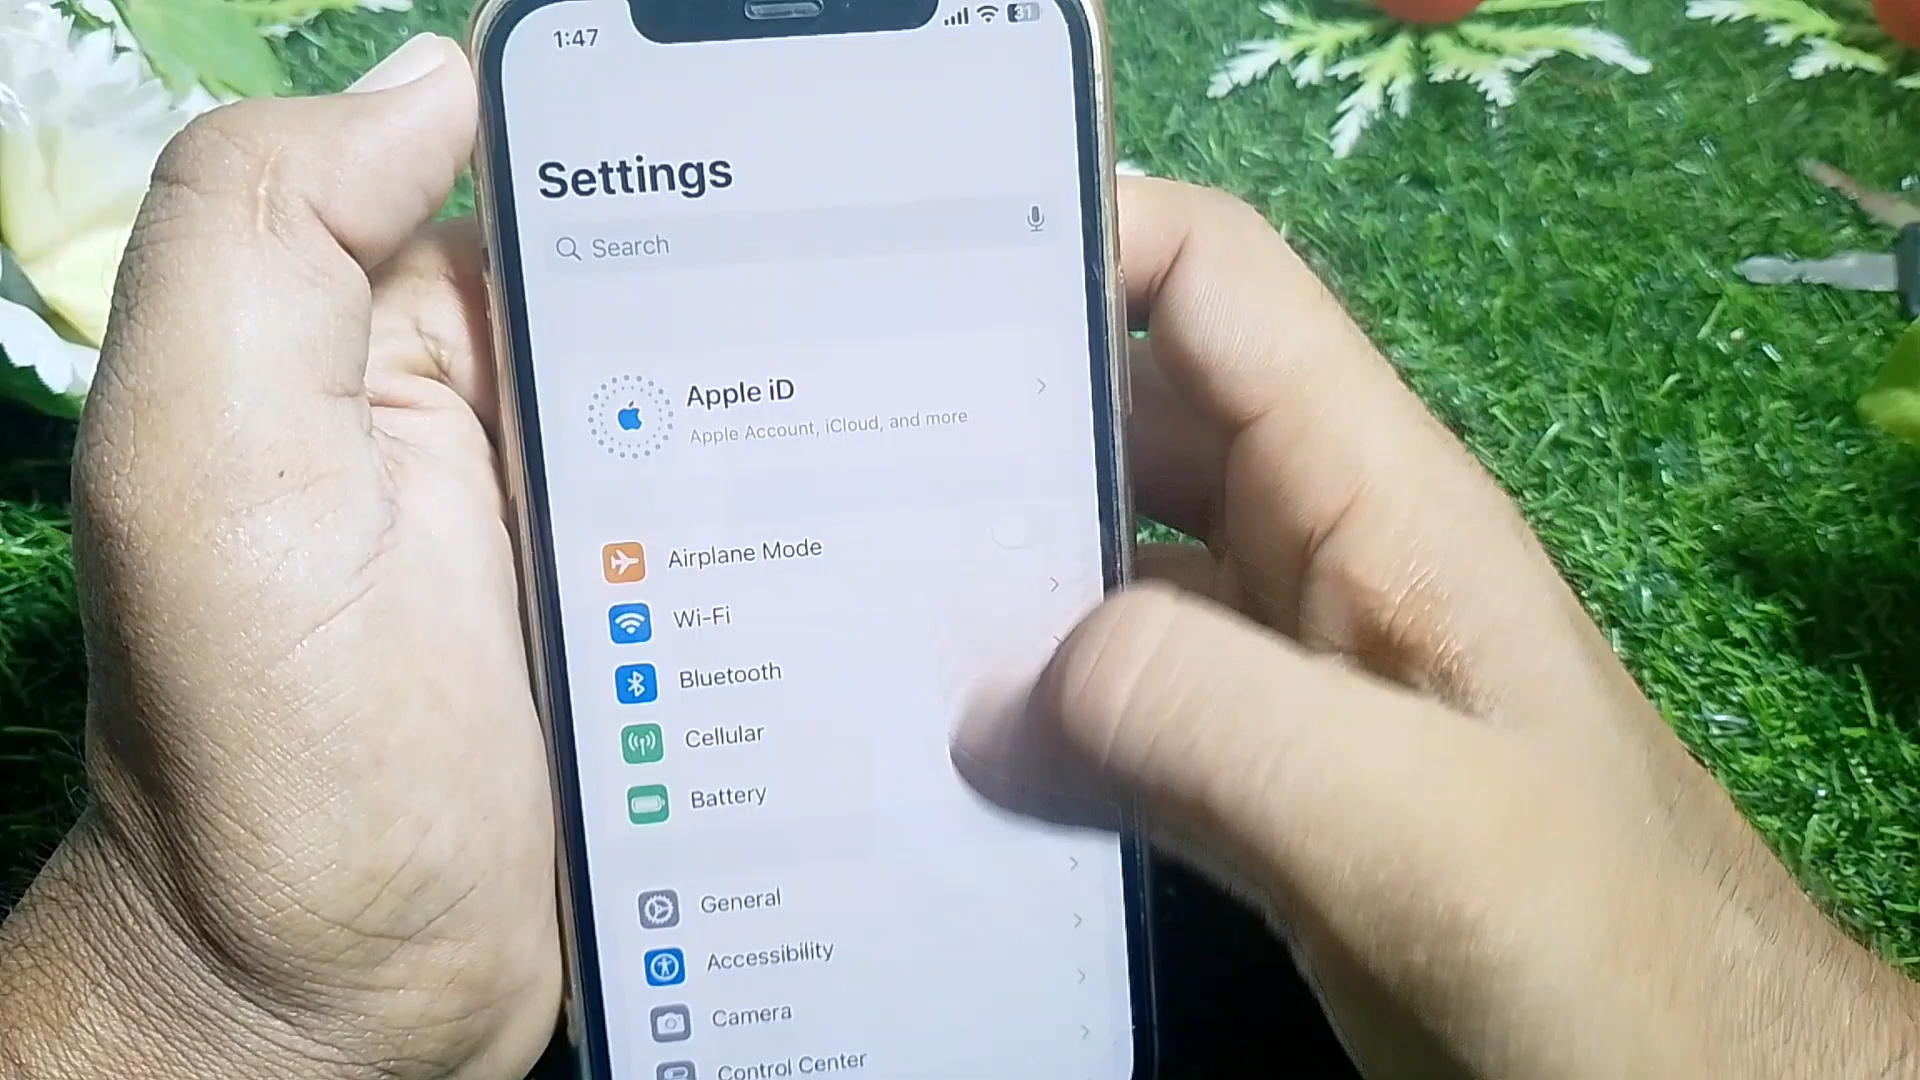 1:47
31
Settings
Search
Apple iD
Apple Account, iCloud, and more
Airplane Mode
Wi-Fi
Bluetooth
Cellular
Battery
General
Accessibility
Camera
Control Center